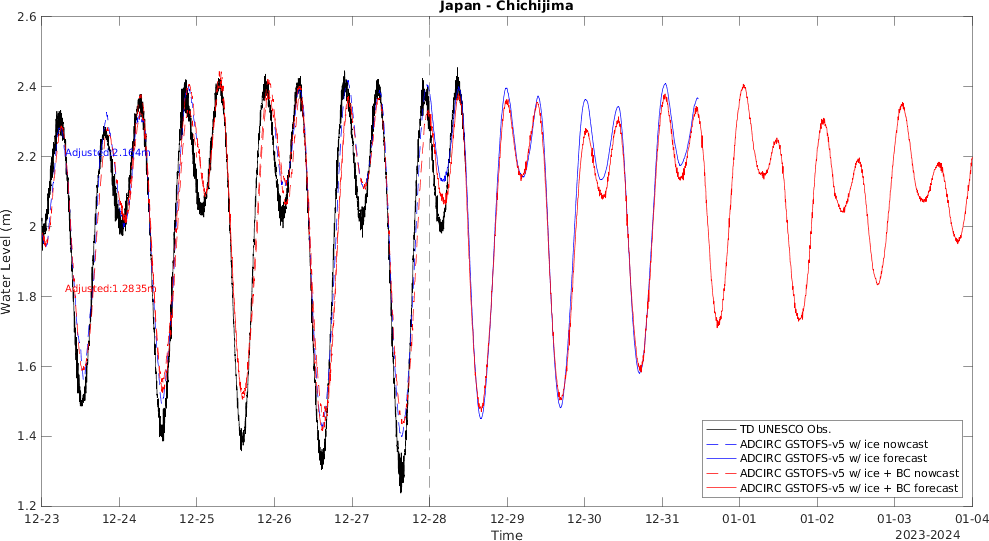 Japan - Chichijima
2.6
2.4
2.2
2
1.8
1.6
1.4
1.2
Water Level (m)
Adjusted:2.164m
Adjusted:1.2835m
TD UNESCO Obs.
ADCIRC GSTOFS-v5 w/ ice nowcast
ADCIRC GSTOFS-v5 w/ ice forecast
ADCIRC GSTOFS-v5 w/ ice + BC nowcast
ADCIRC GSTOFS-v5 w/ ice + BC forecast
12-23 12-24 12-25 12-26 12-27 12-28 12-29 12-30 12-31 01-01 01-02 01-03 01-04
Time
2023-2024